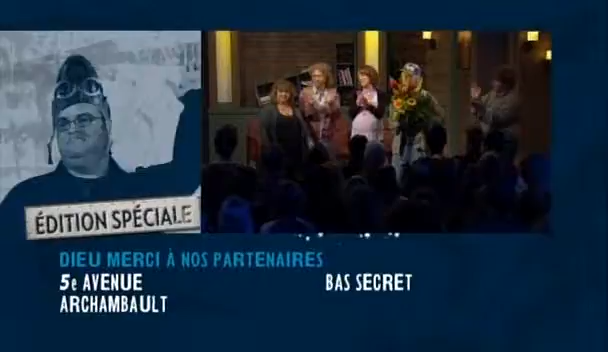 ÉDITION SPÉCIALE
DIEU MERCI À NOS PARTENAIRES
5e AVENUE
BAS SECRET
ARCHAMBAULT